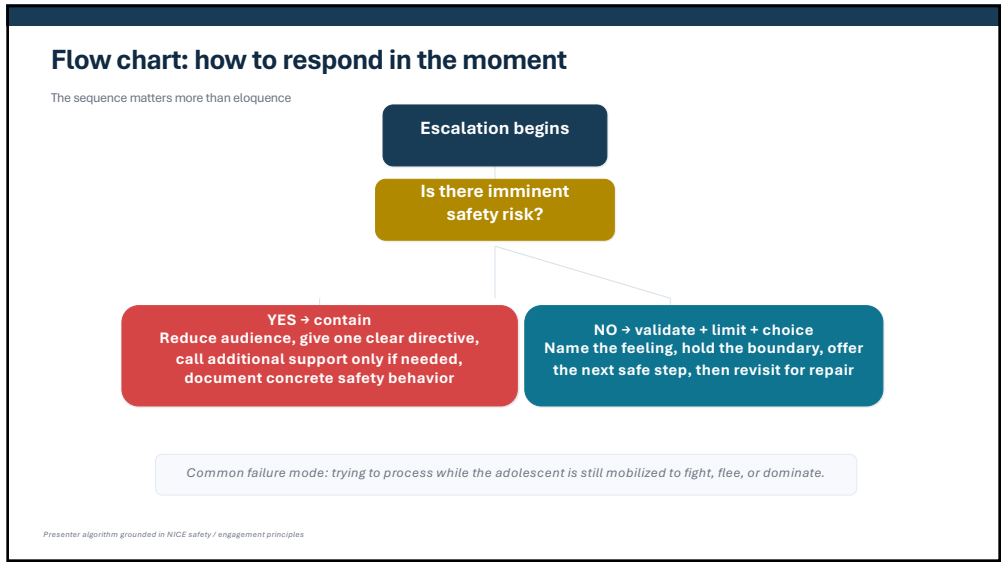 Flow chart: how to respond in the moment
The sequence matters more than eloquence
Escalation begins
Is there imminent
safety risk?
YES → contain
Reduce audience, give one clear directive,
call additional support only if needed,
document concrete safety behavior
NO → validate + limit + choice
Name the feeling, hold the boundary, offer
the next safe step, then revisit for repair
Common failure mode: trying to process while the adolescent is still mobilized to fight, flee, or dominate.
Presenter algorithm grounded in NICE safety / engagement principles